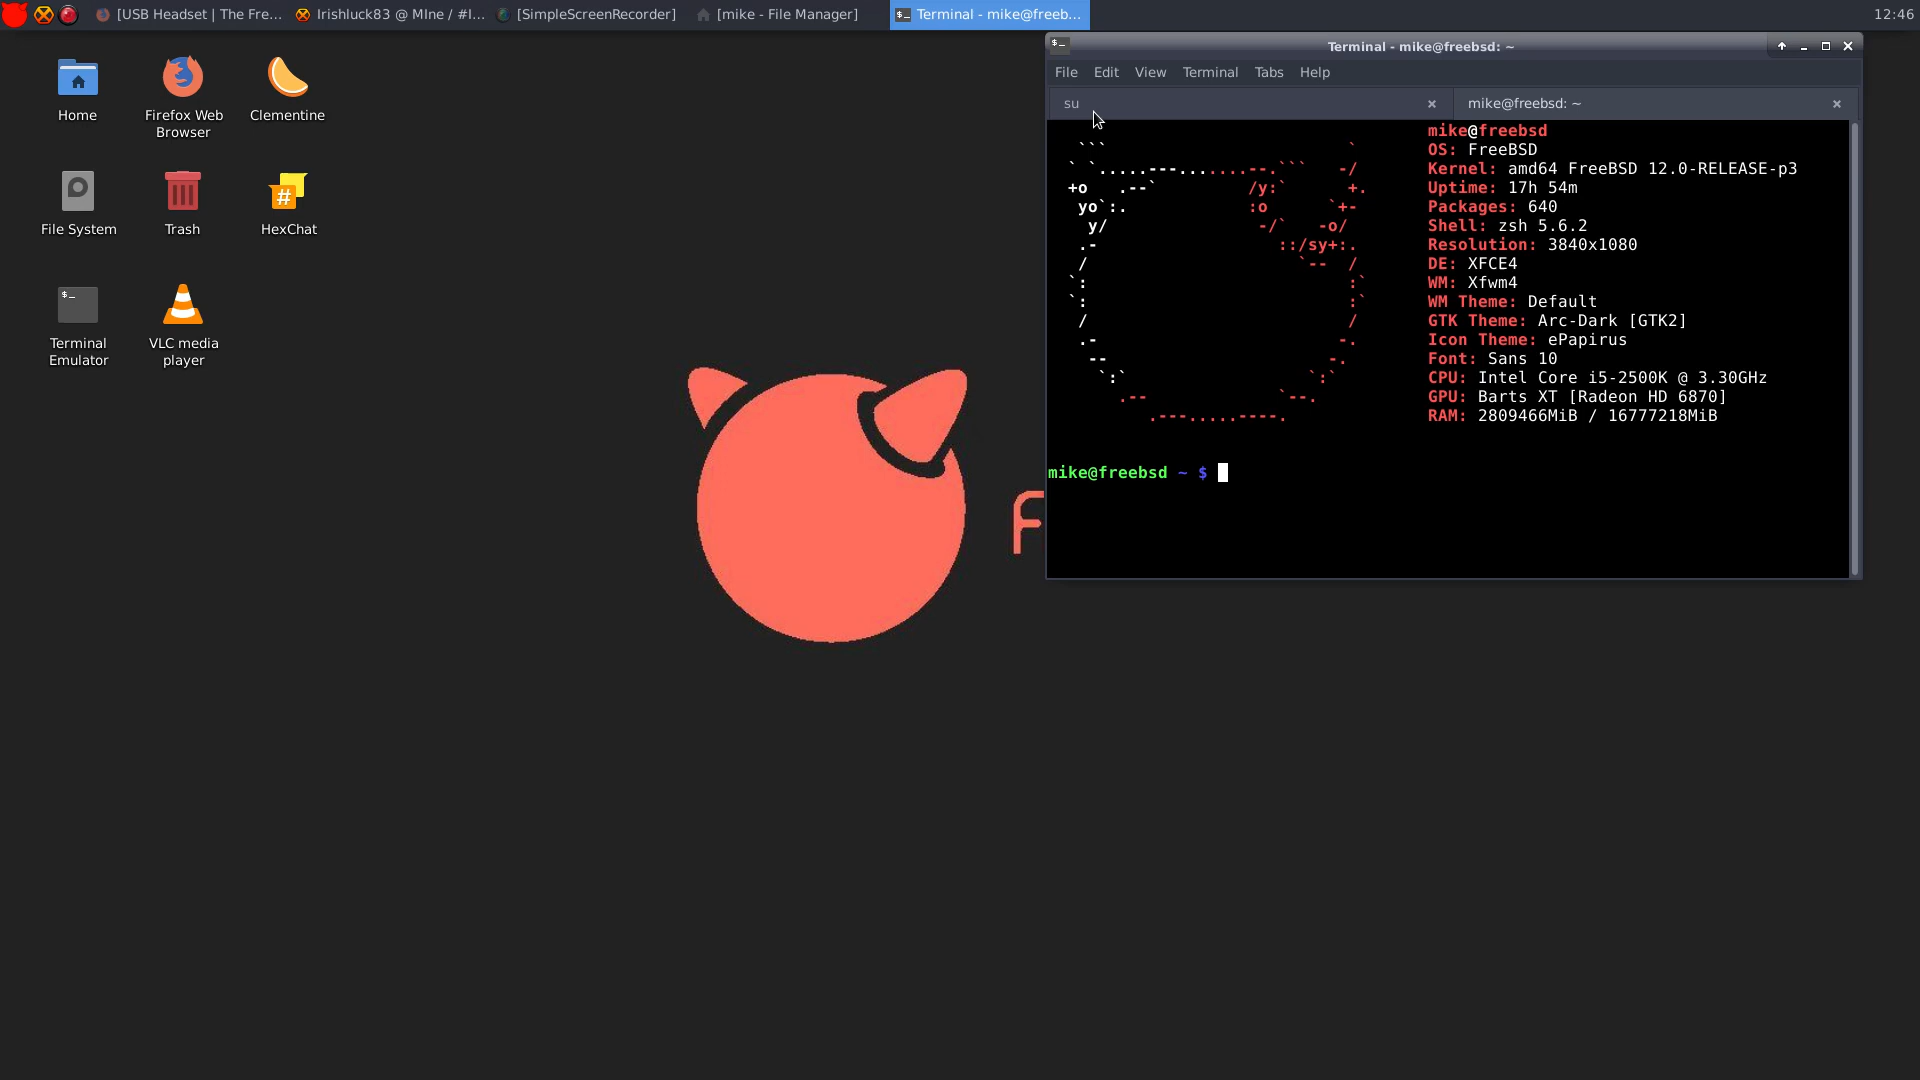 [USB Headset | The Fre...
Irishluck83 @ MIne / #I...
[SimpleScreenRecorder]
[mike - File Manager]
Terminal - mike@freeb...
12:46
Home
Firefox Web
Browser
Clementine
File System
Trash
HexChat
Terminal
Emulator
VLC media
player
F
Terminal - mike@freebsd: ~
File Edit View Terminal Tabs Help
su
mike@freebsd: ~
mike@freebsd
OS: FreeBSD
Kernel: amd64 FreeBSD 12.0-RELEASE-p3
Uptime: 17h 54m
Packages: 640
Shell: zsh 5.6.2
Resolution: 3840x1080
DE: XFCE4
WM: Xfwm4
WM Theme: Default
GTK Theme: Arc-Dark [GTK2]
Icon Theme: ePapirus
Font: Sans 10
CPU: Intel Core i5-2500K @ 3.30GHz
GPU: Barts XT [Radeon HD 6870]
RAM: 2809466MiB / 16777218MiB
mike@freebsd ~ $